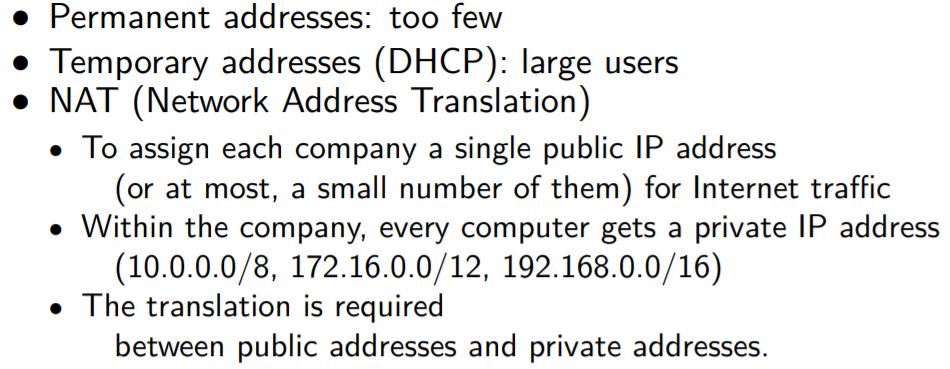 • Permanent addresses: too few
• Temporary addresses (DHCP): large users
• NAT (Network Address Translation)
• To assign each company a single public IP address
(or at most, a small number of them) for Internet traffic
• Within the company, every computer gets a private IP address
(10.0.0.0/8, 172.16.0.0/12, 192.168.0.0/16)
• The translation is required
between public addresses and private addresses.